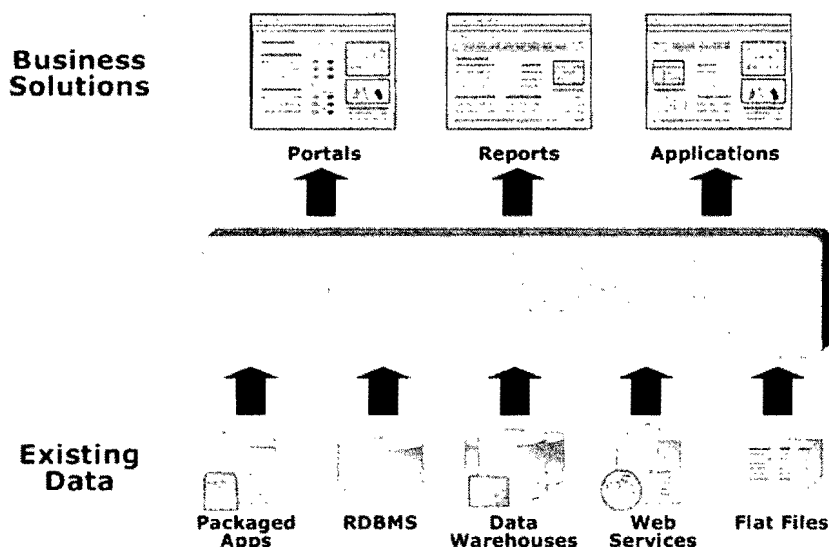 Business
Solutions
Portals
Reports
Applications
Existing
Data
Packaged
Apps
RDBMS
Data
Warehouses
Web
Services
Flat Files